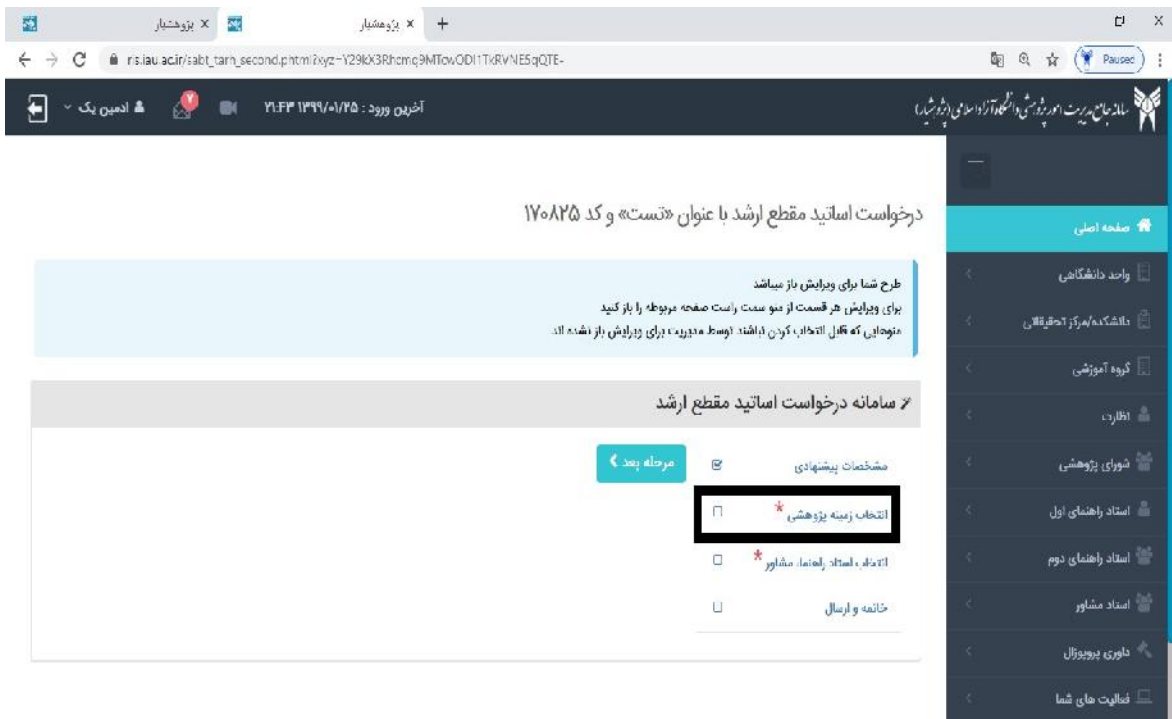 پژوهشیار
پژوهشیار
ris.iau.ac.ir/sabt_tarh_second.phtml?xyz=
Paused
سامانه جامع مدیریت امور پژوهشی دانشگاه آزاد اسلامی (پژوهشیار)
آخرین ورود : ۱۳۹۹/۰۱/۲۵ ۲۱:۴۳
۷
ادمین یک
صفحه اصلی
واحد دانشگاهی
دانشکده/مرکز تحقیقاتی
گروه آموزشی
نظارت
شورای پژوهشی
استاد راهنمای اول
استاد راهنمای دوم
استاد مشاور
داوری پروپوزال
فعالیت های شما
درخواست اساتید مقطع ارشد با عنوان «تست» و کد ۱۷۰۸۲۵
طرح شما برای ویرایش باز میباشد
برای ویرایش هر قسمت از منو سمت راست صفحه مربوطه را باز کنید
منوهایی که قابل انتخاب کردن نباشند توسط مدیریت برای ویرایش باز نشده اند
سامانه درخواست اساتید مقطع ارشد
مشخصات پیشنهادی
مرحله بعد
انتخاب زمینه پژوهشی *
انتخاب استاد راهنما، مشاور *
خاتمه و ارسال